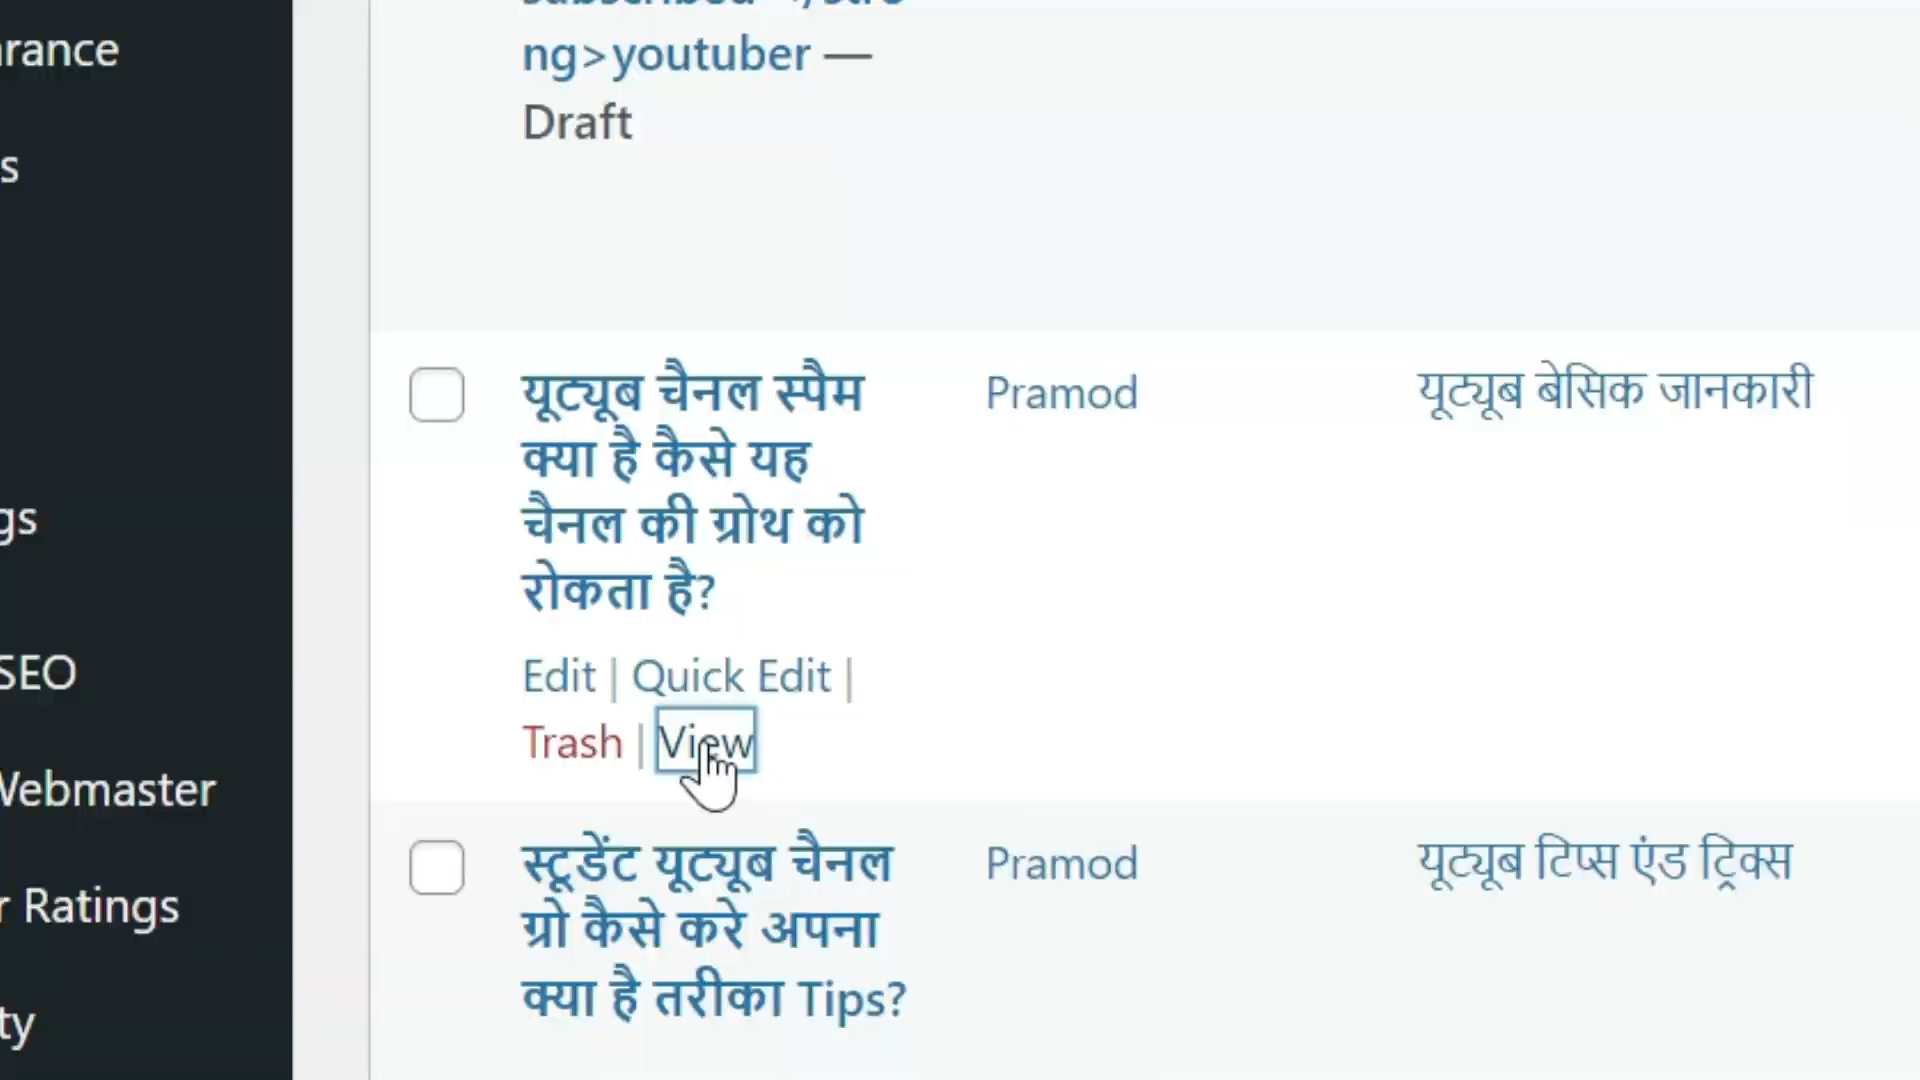 ng>youtuber —
Draft
यूट्यूब चैनल स्पैम
क्या है कैसे यह
चैनल की ग्रोथ को
रोकता है?
Edit | Quick Edit |
Trash | View
Pramod
यूट्यूब बेसिक जानकारी
स्टूडेंट यूट्यूब चैनल
ग्रो कैसे करे अपना
क्या है तरीका Tips?
Pramod
यूट्यूब टिप्स एंड ट्रिक्स
rance
s
gs
SEO
Webmaster
r Ratings
ty